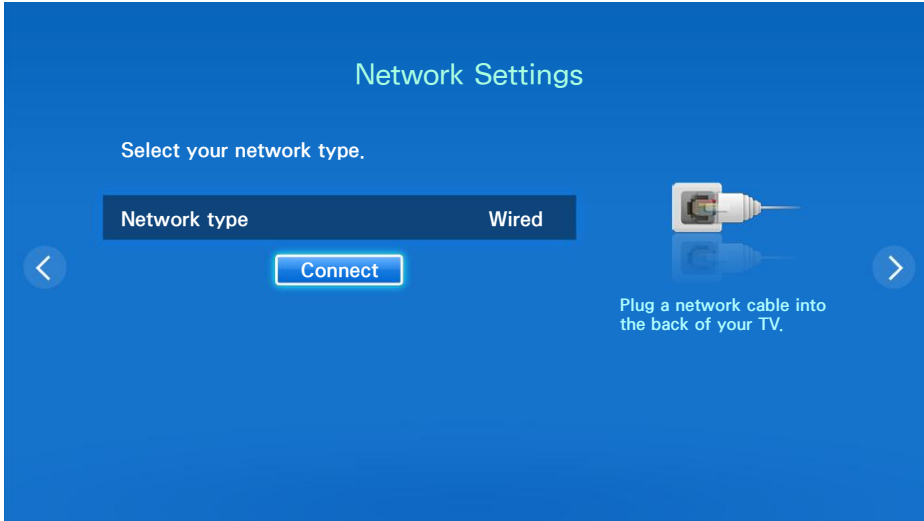 Network Settings
Select your network type.
Network type Wired
Connect
Plug a network cable into
the back of your TV.